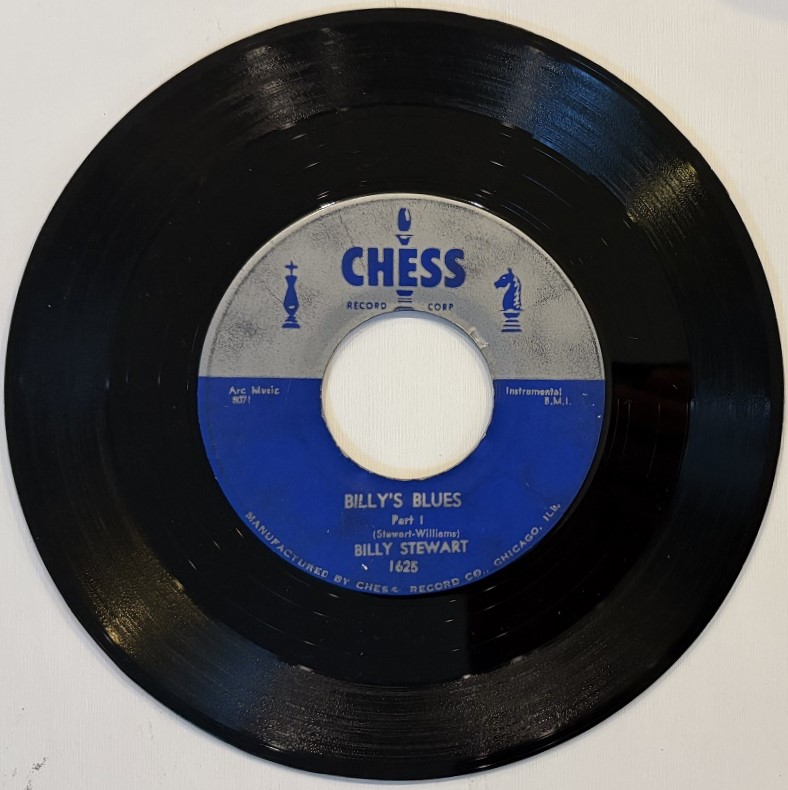 CHESS
RECORD CORP
Arc Music
8071
Instrumental
B.M.I.
BILLY'S BLUES
Part 1
(Stewart-Williams)
BILLY STEWART
1625
MANUFACTURED BY CHESS RECORD CO., CHICAGO, ILL.